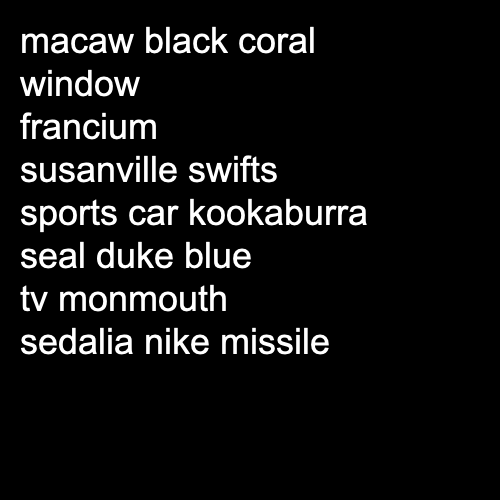 macaw black coral
window
francium
susanville swifts
sports car kookaburra
seal duke blue
tv monmouth
sedalia nike missile